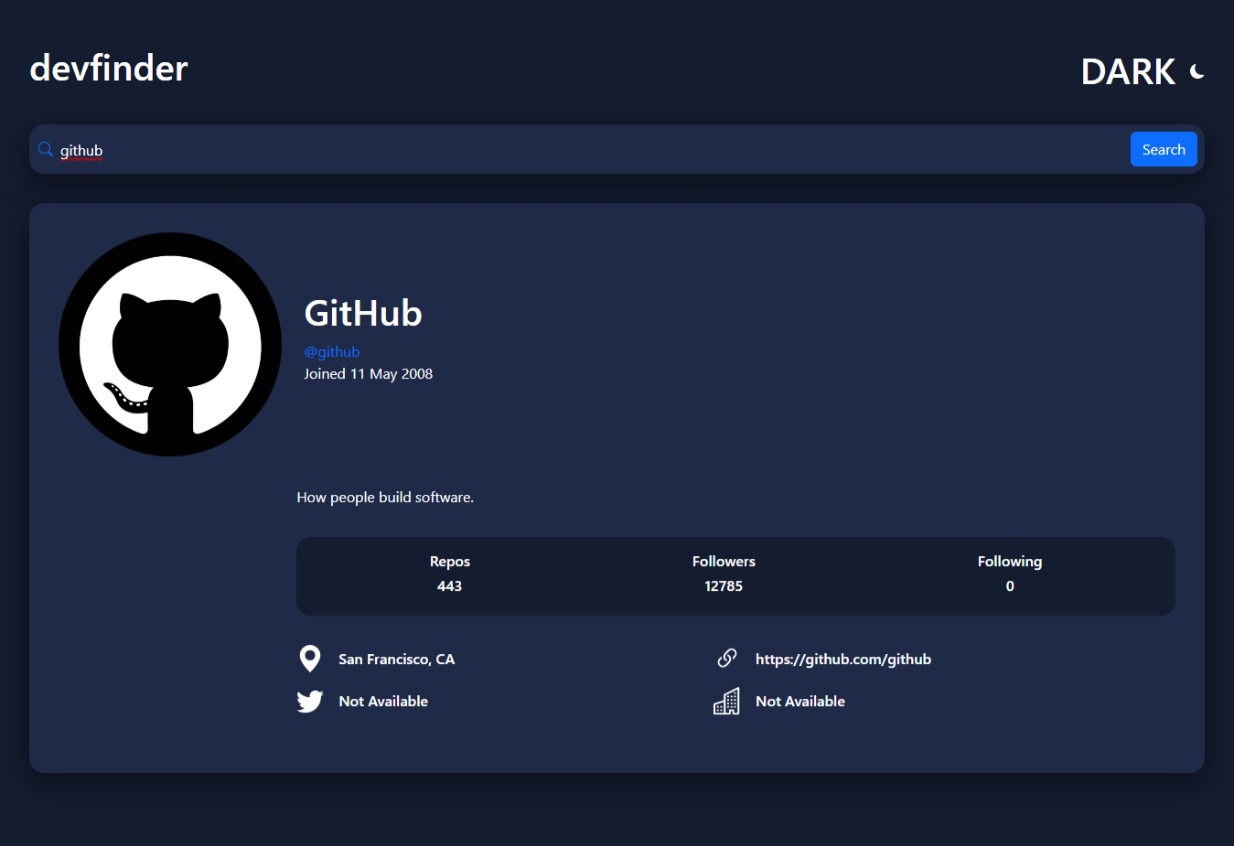 devfinder
DARK
github
Search
GitHub
@github
Joined 11 May 2008
How people build software.
Repos Followers Following
443 12785 0
San Francisco, CA https://github.com/github
Not Available Not Available